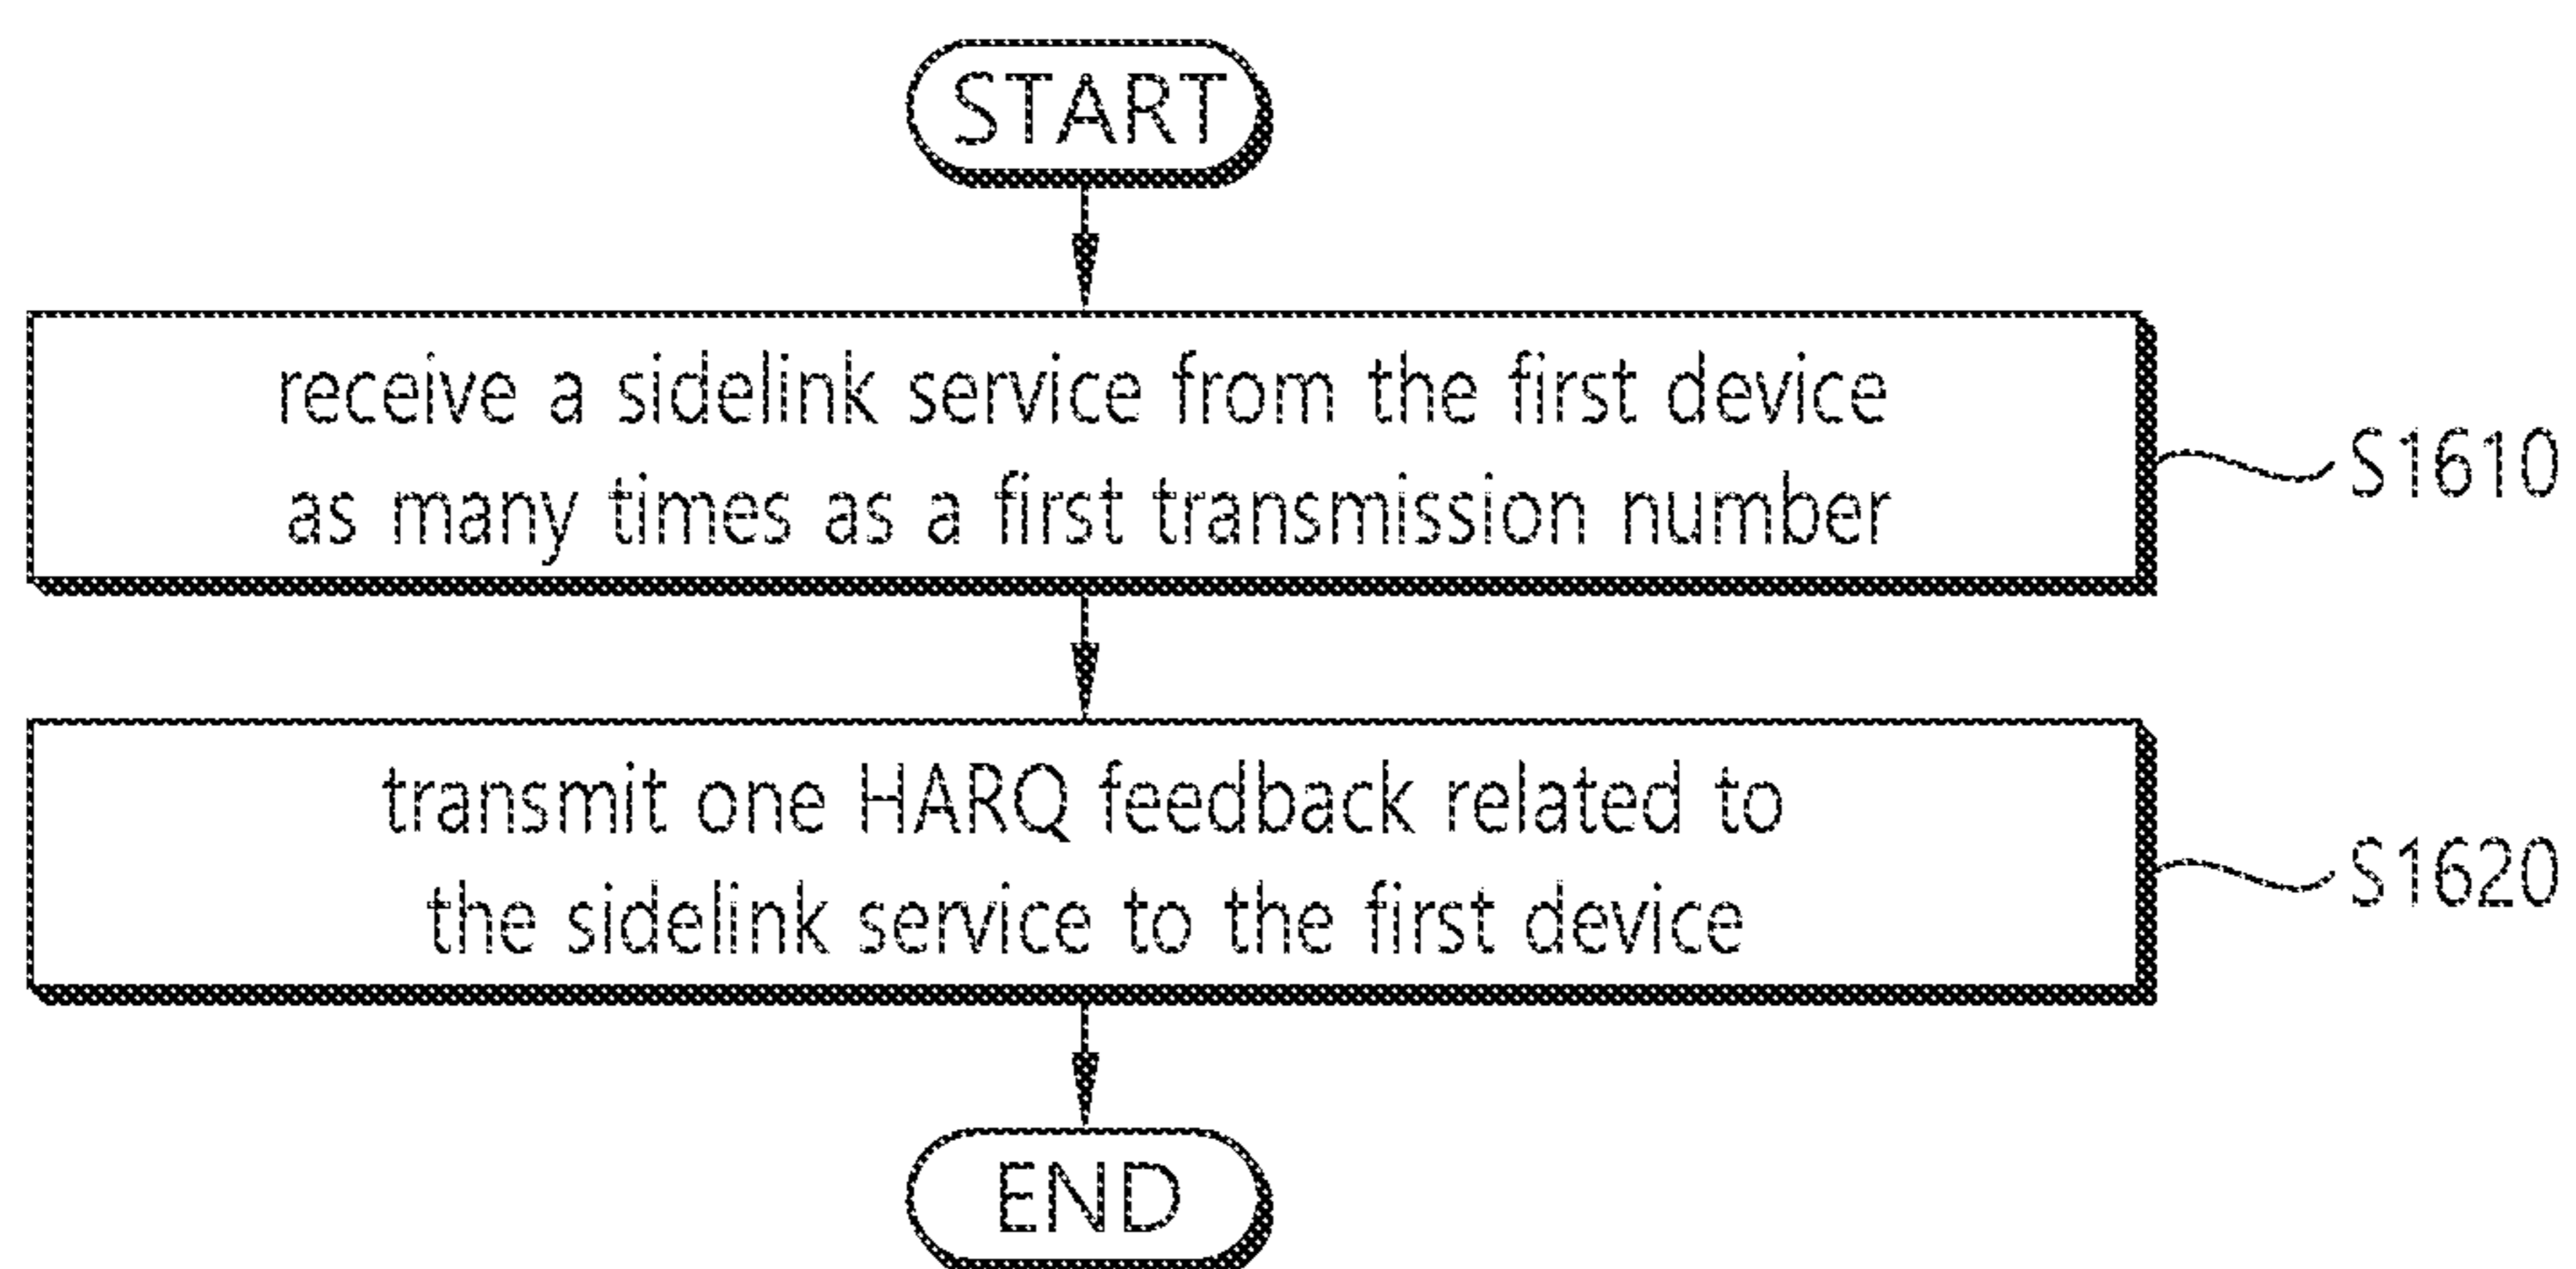 START
receive a sidelink service from the first device
as many times as a first transmission number
S1610
transmit one HARQ feedback related to
the sidelink service to the first device
S1620
END